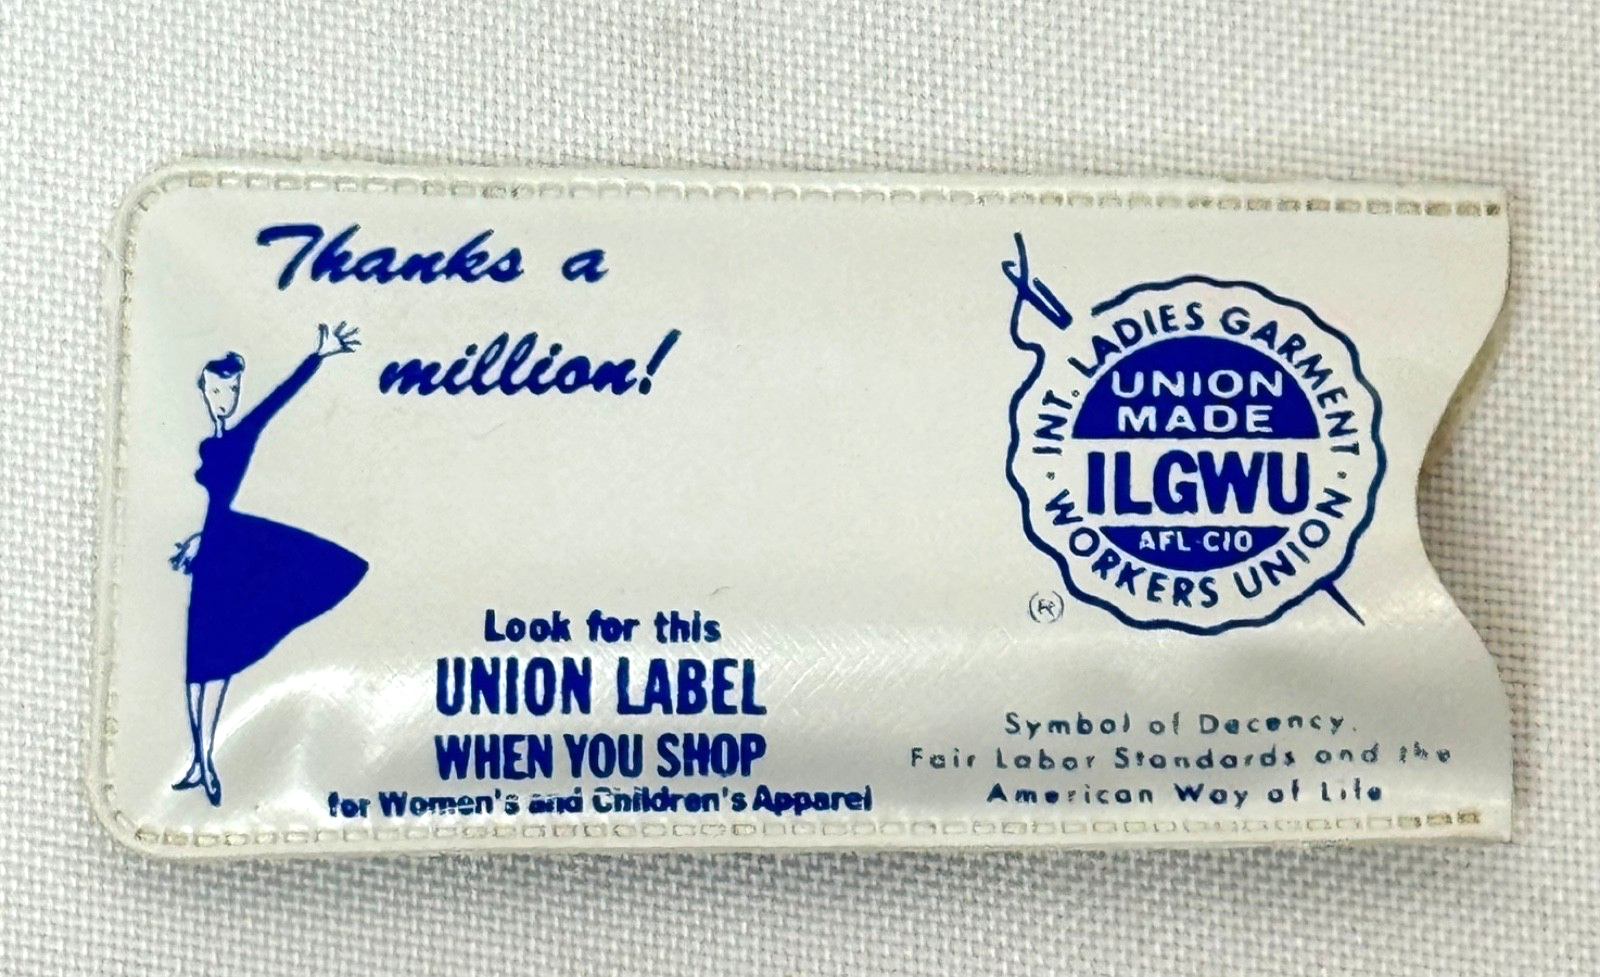 Thanks a
million!
Look for this
UNION LABEL
WHEN YOU SHOP
for Women's and Children's Apparel
INT. LADIES GARMENT
UNION
MADE
ILGWU
AFL-CIO
· WORKERS UNION ·
®
Symbol of Decency,
Fair Labor Standards and the
American Way of Life